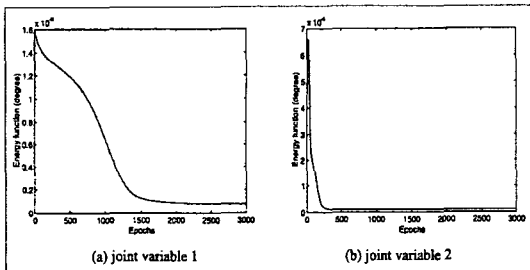 1.6 x 10
1.4
1.2
1
0.8
0.6
0.4
0.2
0
0 500 1000 1500 2000 2500 3000
Energy function (degree)
Epochs
(a) joint variable 1
7 x 10
6
5
4
3
2
1
0
0 500 1000 1500 2000 2500 3000
Energy function (degree)
Epochs
(b) joint variable 2